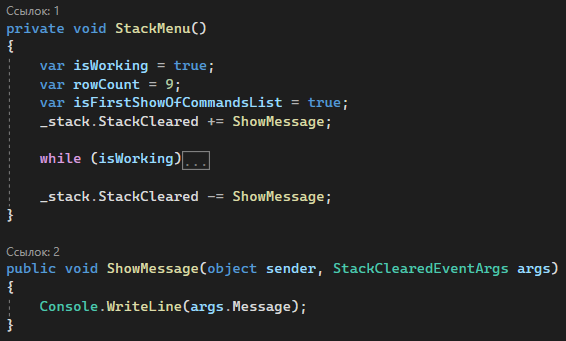 Ссылок: 1
private void StackMenu()
{
var isWorking = true;
var rowCount = 9;
var isFirstShowOfCommandsList = true;
_stack.StackCleared += ShowMessage;
while (isWorking)...
_stack.StackCleared -= ShowMessage;
}
Ссылок: 2
public void ShowMessage(object sender, StackClearedEventArgs args)
{
Console.WriteLine(args.Message);
}